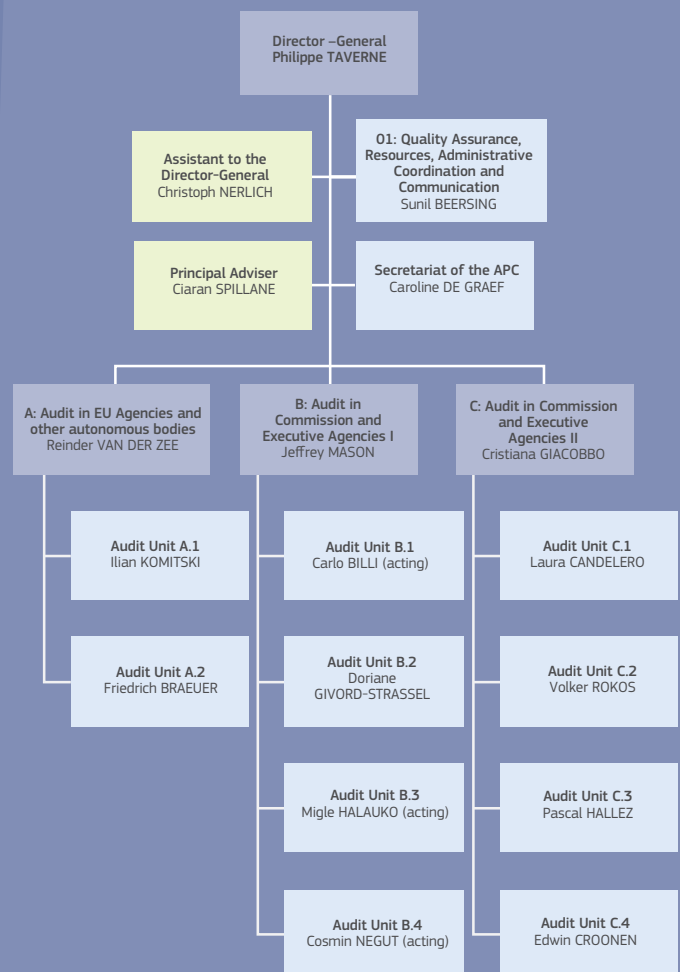 Director –General
Philippe TAVERNE
Assistant to the
Director-General
Christoph NERLICH
01: Quality Assurance,
Resources, Administrative
Coordination and
Communication
Sunil BEERSING
Principal Adviser
Ciaran SPILLANE
Secretariat of the APC
Caroline DE GRAEF
A: Audit in EU Agencies and
other autonomous bodies
Reinder VAN DER ZEE
B: Audit in
Commission and
Executive Agencies I
Jeffrey MASON
C: Audit in Commission
and Executive
Agencies II
Cristiana GIACOBBO
Audit Unit A.1
Ilian KOMITSKI
Audit Unit B.1
Carlo BILLI (acting)
Audit Unit C.1
Laura CANDELERO
Audit Unit A.2
Friedrich BRAEUER
Audit Unit B.2
Doriane
GIVORD-STRASSEL
Audit Unit C.2
Volker ROKOS
Audit Unit B.3
Migle HALAUKO (acting)
Audit Unit C.3
Pascal HALLEZ
Audit Unit B.4
Cosmin NEGUT (acting)
Audit Unit C.4
Edwin CROONEN